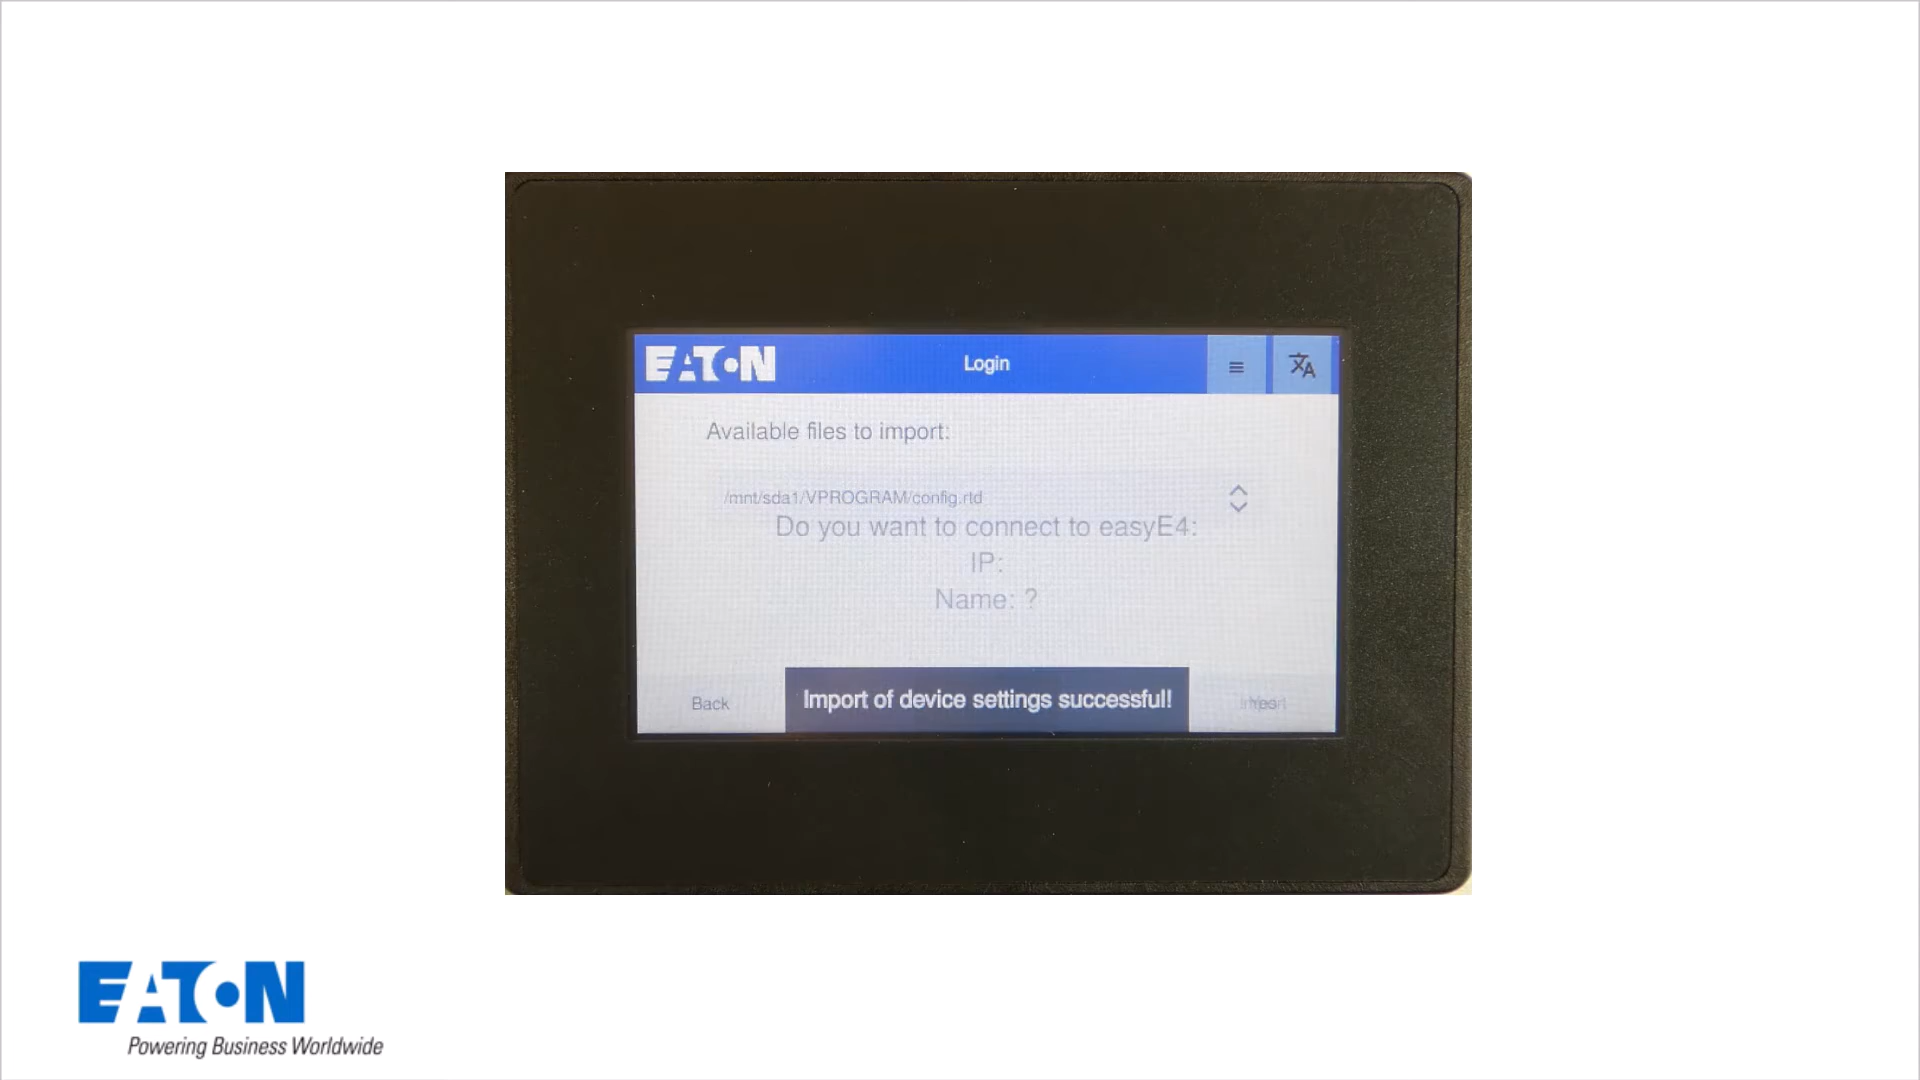 EATON
Login
Available files to import:
/mnt/sda1/VPROGRAM/config.rtd
Do you want to connect to easyE4:
IP:
Name: ?
Back
Import of device settings successful!
EATON
Powering Business Worldwide